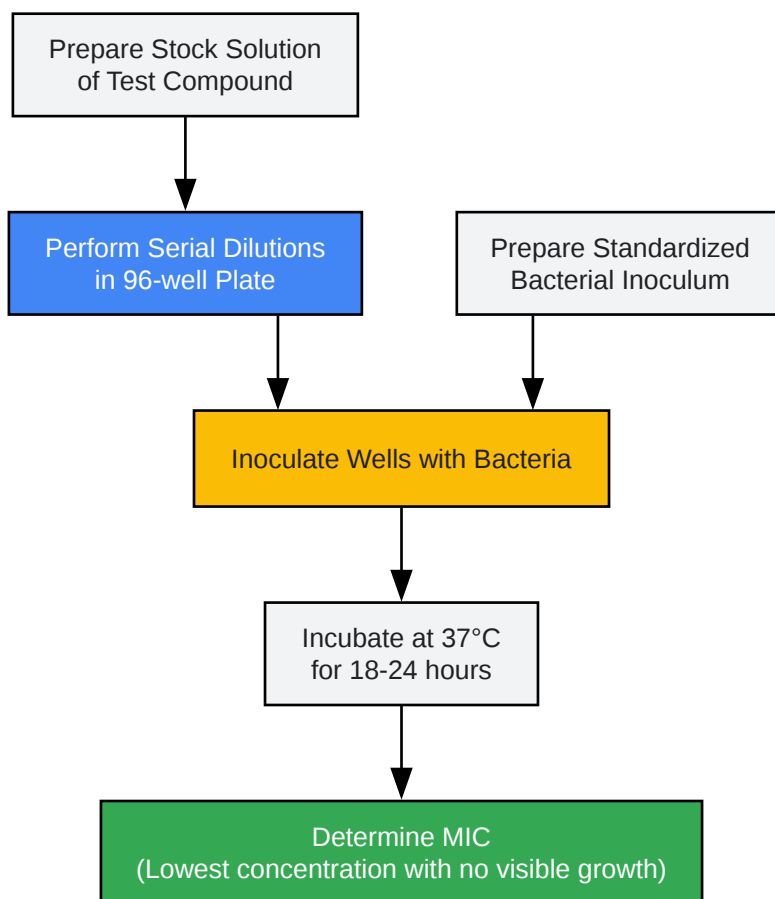 Prepare Stock Solution
of Test Compound
Perform Serial Dilutions
in 96-well Plate
Prepare Standardized
Bacterial Inoculum
Inoculate Wells with Bacteria
Incubate at 37°C
for 18-24 hours
Determine MIC
(Lowest concentration with no visible growth)